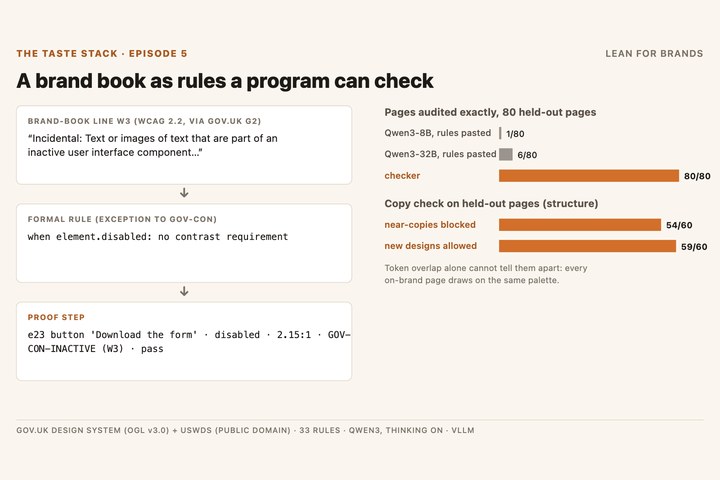 THE TASTE STACK · EPISODE 5
LEAN FOR BRANDS
A brand book as rules a program can check
BRAND-BOOK LINE W3 (WCAG 2.2, VIA GOV.UK G2)
“Incidental: Text or images of text that are part of an
inactive user interface component…”
FORMAL RULE (EXCEPTION TO GOV-CON)
when element.disabled: no contrast requirement
PROOF STEP
e23 button 'Download the form' · disabled · 2.15:1 · GOV-
CON-INACTIVE (W3) · pass
Pages audited exactly, 80 held-out pages
Qwen3-8B, rules pasted 1/80
Qwen3-32B, rules pasted 6/80
checker 80/80
Copy check on held-out pages (structure)
near-copies blocked 54/60
new designs allowed 59/60
Token overlap alone cannot tell them apart: every
on-brand page draws on the same palette.
GOV.UK DESIGN SYSTEM (OGL v3.0) + USWDS (PUBLIC DOMAIN) · 33 RULES · QWEN3, THINKING ON · VLLM